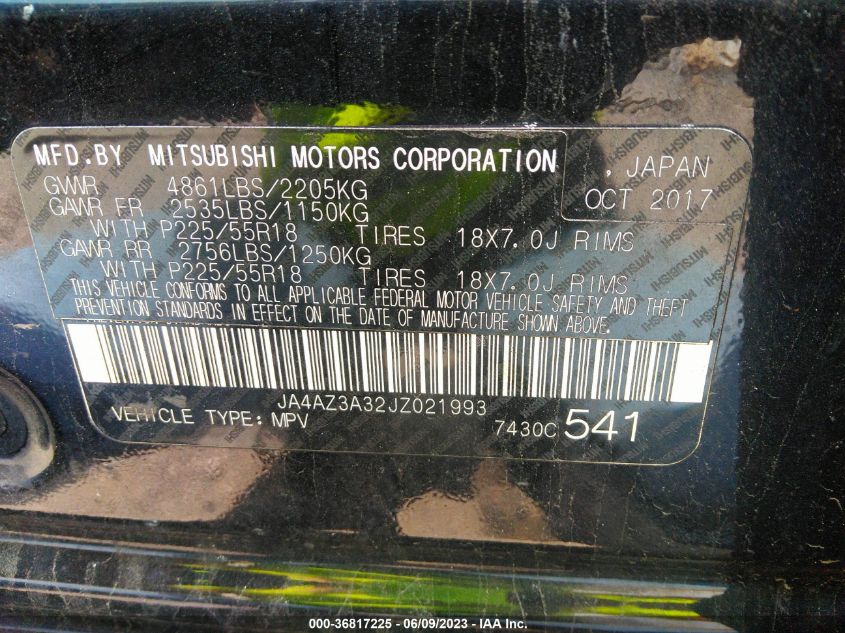 MFD.BY MITSUBISHI MOTORS CORPORATION , JAPAN
GVWR 4861LBS/2205KG OCT 2017
GAWR FR 2535LBS/1150KG
WITH P225/55R18 TIRES 18X7.0J RIMS
GAWR RR 2756LBS/1250KG
WITH P225/55R18 TIRES 18X7.0J RIMS
THIS VEHICLE CONFORMS TO ALL APPLICABLE FEDERAL MOTOR VEHICLE SAFETY AND THEFT
PREVENTION STANDARDS IN EFFECT ON THE DATE OF MANUFACTURE SHOWN ABOVE.
JA4AZ3A32JZ021993
VEHICLE TYPE: MPV 7430C 541
000-36817225 - 06/09/2023 - IAA Inc.